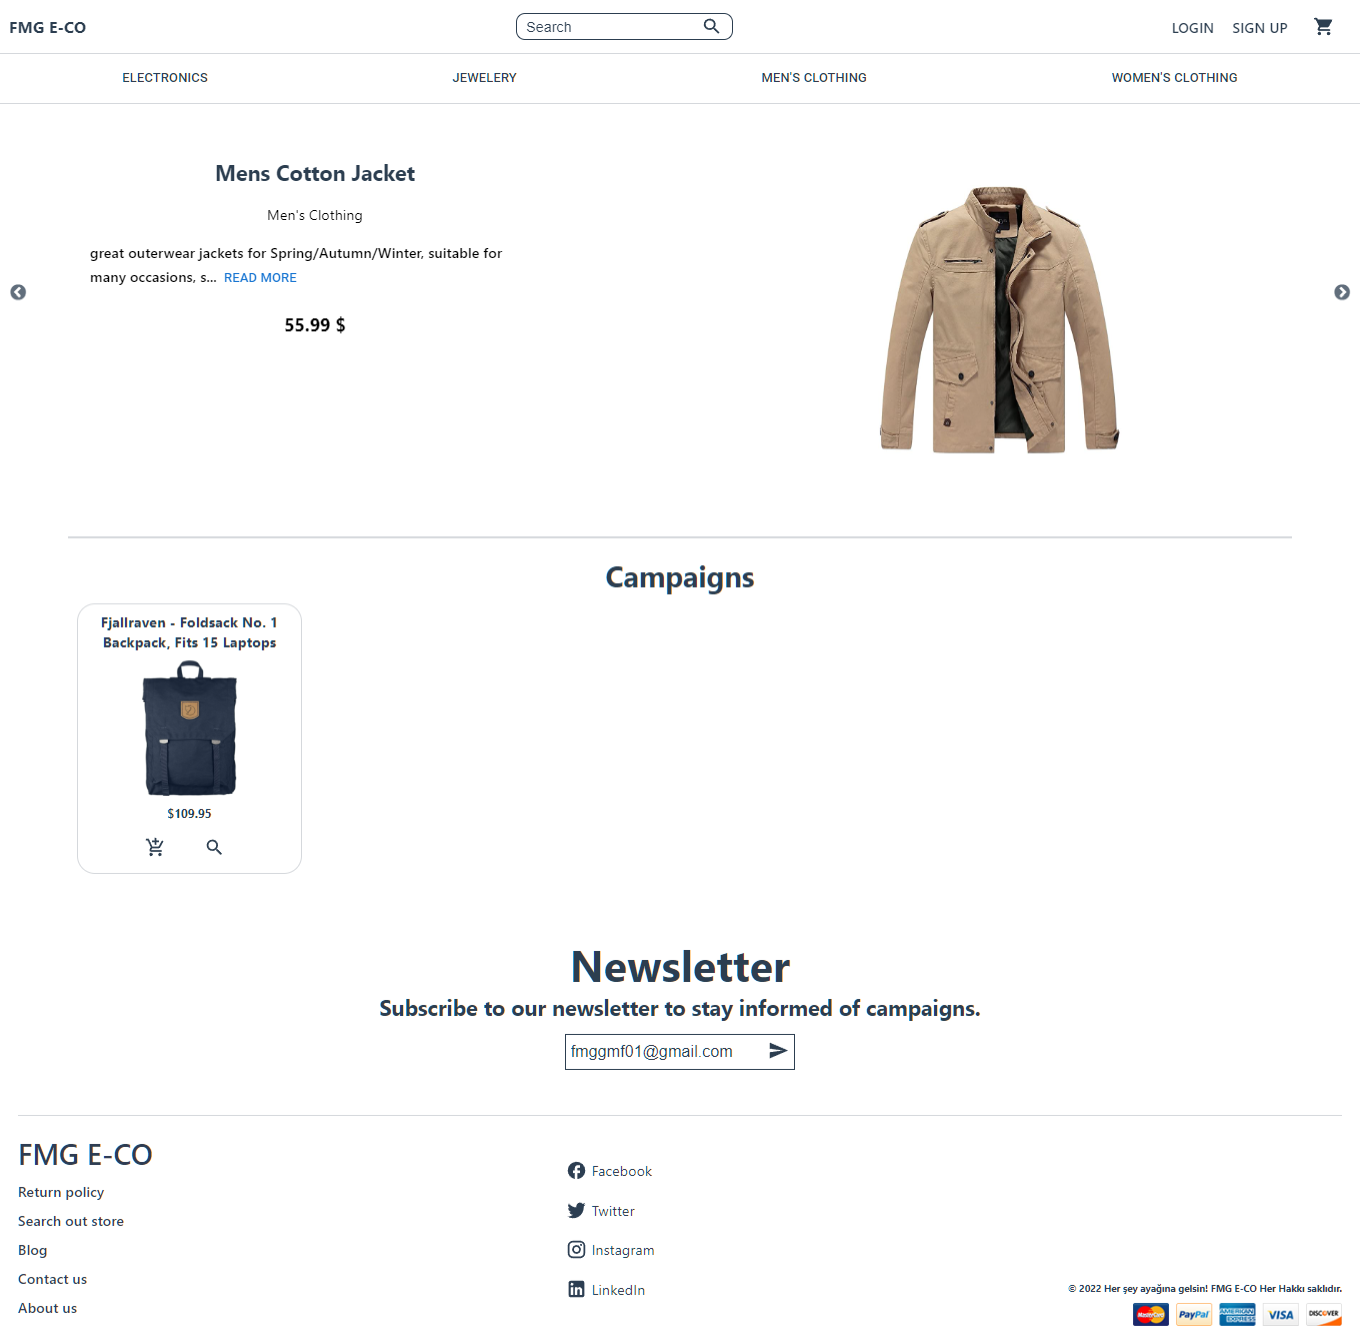 FMG E-CO
Search
LOGIN
SIGN UP
ELECTRONICS
JEWELERY
MEN'S CLOTHING
WOMEN'S CLOTHING
Mens Cotton Jacket
Men's Clothing
great outerwear jackets for Spring/Autumn/Winter, suitable for
many occasions, s... READ MORE
55.99 $
Campaigns
Fjallraven - Foldsack No. 1
Backpack, Fits 15 Laptops
$109.95
Newsletter
Subscribe to our newsletter to stay informed of campaigns.
fmggmf01@gmail.com
FMG E-CO
Return policy
Search out store
Blog
Contact us
About us
Facebook
Twitter
Instagram
LinkedIn
© 2022 Her şey ayağına gelsin! FMG E-CO Her Hakkı saklıdır.
MasterCard
PayPal
AMERICAN
EXPRESS
VISA
DISCOVER